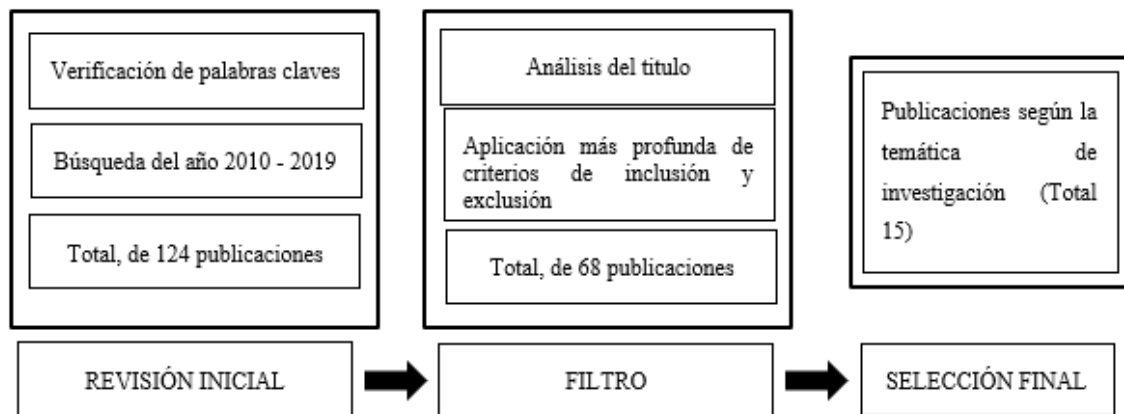 Verificación de palabras claves
Búsqueda del año 2010 - 2019
Total, de 124 publicaciones
REVISIÓN INICIAL
Análisis del titulo
Aplicación más profunda de
criterios de inclusión y
exclusión
Total, de 68 publicaciones
FILTRO
Publicaciones según la
temática de
investigación (Total
15)
SELECCIÓN FINAL